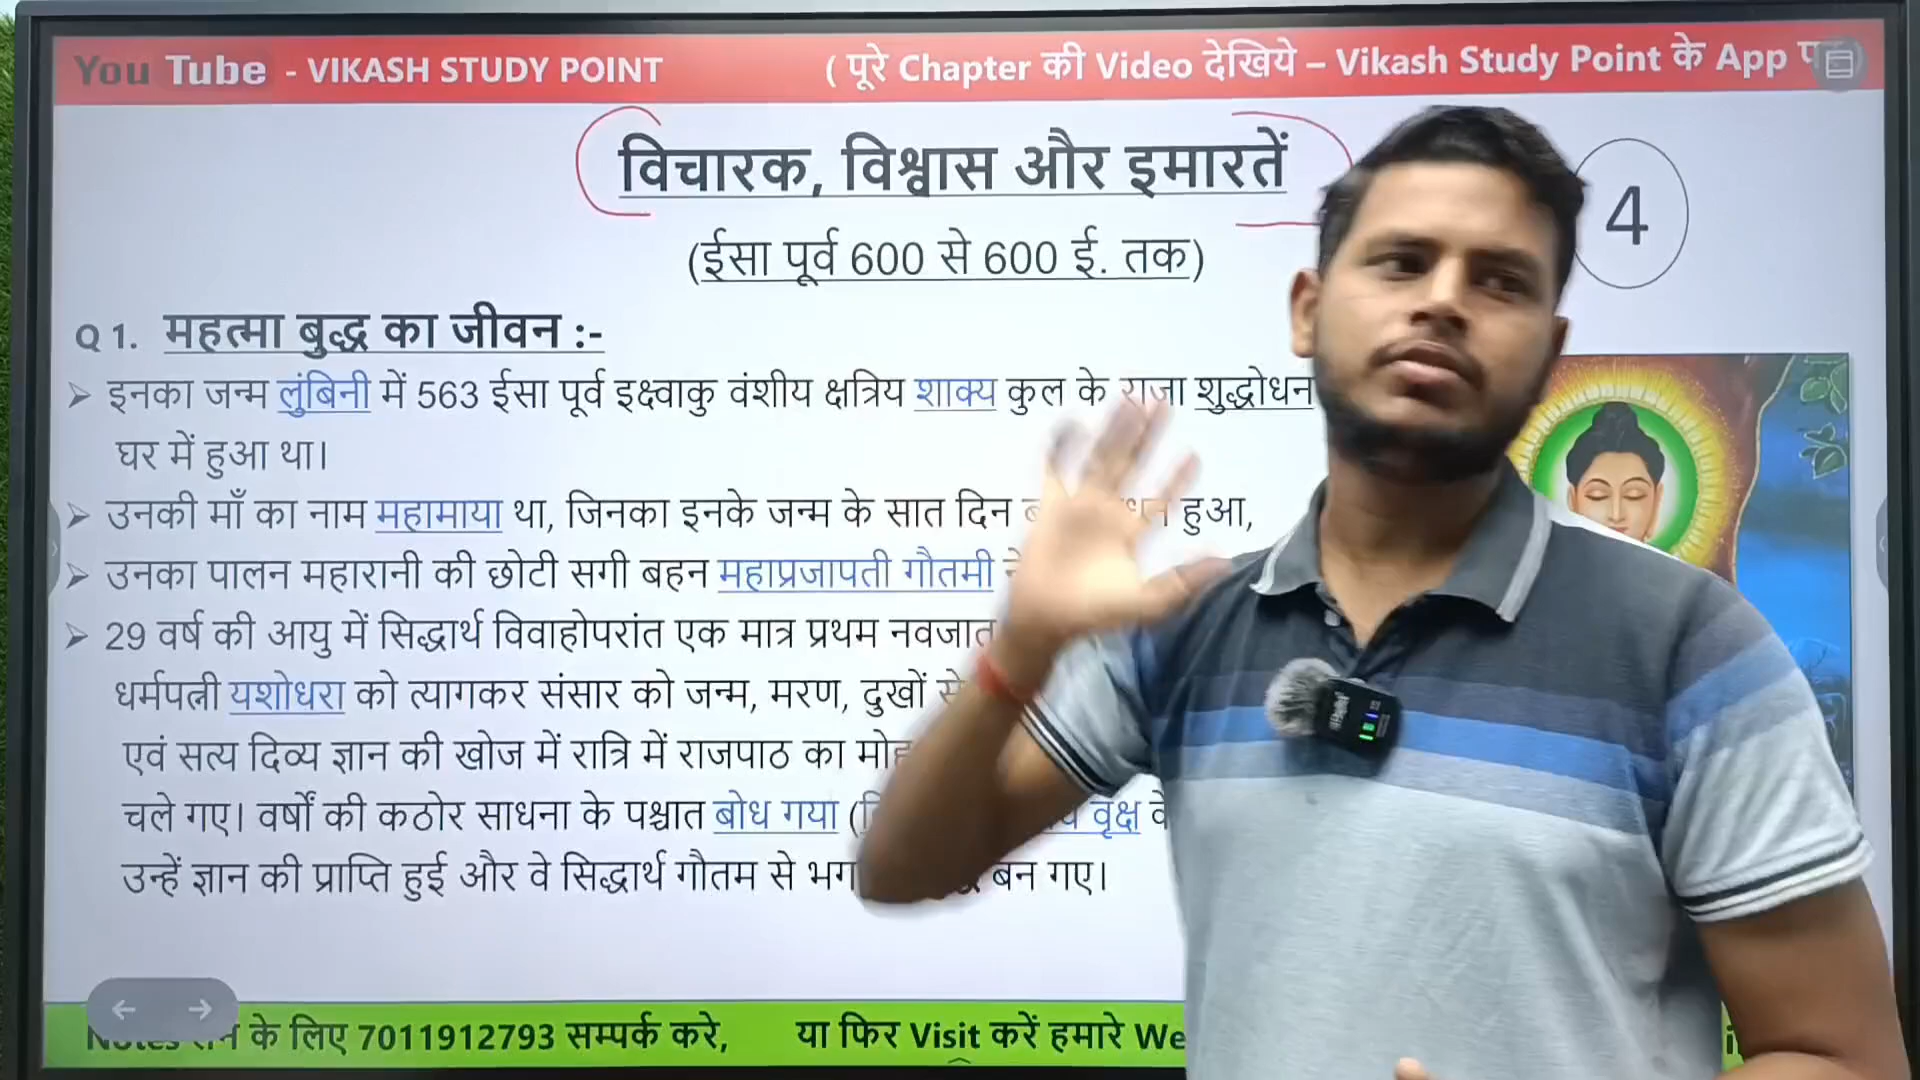 You Tube - VIKASH STUDY POINT ( पूरे Chapter की Video देखिये – Vikash Study Point के App
विचारक, विश्वास और इमारतें
4
(ईसा पूर्व 600 से 600 ई. तक)
Q 1. महत्मा बुद्ध का जीवन :-
➢ इनका जन्म लुंबिनी में 563 ईसा पूर्व इक्ष्वाकु वंशीय क्षत्रिय शाक्य कुल के राजा शुद्धोधन
घर में हुआ था।
➢ उनकी माँ का नाम महामाया था, जिनका इनके जन्म के सात दिन हुआ,
➢ उनका पालन महारानी की छोटी सगी बहन महाप्रजापती गौतमी
➢ 29 वर्ष की आयु में सिद्धार्थ विवाहोपरांत एक मात्र प्रथम नवजात
धर्मपत्नी यशोधरा को त्यागकर संसार को जन्म, मरण, दुखों से
एवं सत्य दिव्य ज्ञान की खोज में रात्रि में राजपाठ का मोह
चले गए। वर्षों की कठोर साधना के पश्चात बोध गया ( वृक्ष के
उन्हें ज्ञान की प्राप्ति हुई और वे सिद्धार्थ गौतम से बन गए।
के लिए 7011912793 सम्पर्क करे, या फिर Visit करें हमारे